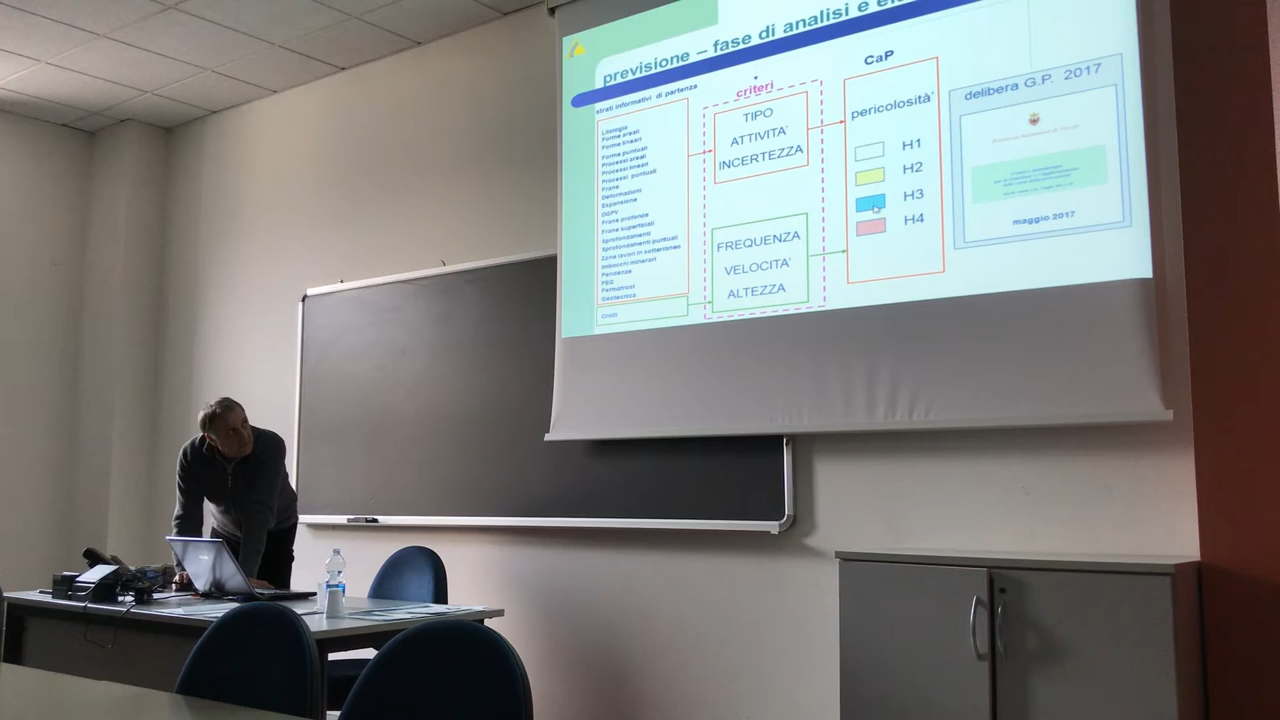 previsione – fase di analisi e
strati informativi di partenza
Litologia
Forme areali
Forme lineari
Forme puntuali
Processi areali
Processi lineari
Processi puntuali
Frane
Deformazioni
Espansione
DGPV
Frane profonde
Frane superficiali
Sprofondamenti
Sprofondamenti puntuali
Zone lavori in sotterraneo
Imbocchi minerari
Pendenze
PEG
Permafrost
Geotecnica
Crolli
criteri
TIPO
ATTIVITA'
INCERTEZZA
FREQUENZA
VELOCITA'
ALTEZZA
CaP
pericolosità'
H1
H2
H3
H4
delibera G.P. 2017
maggio 2017